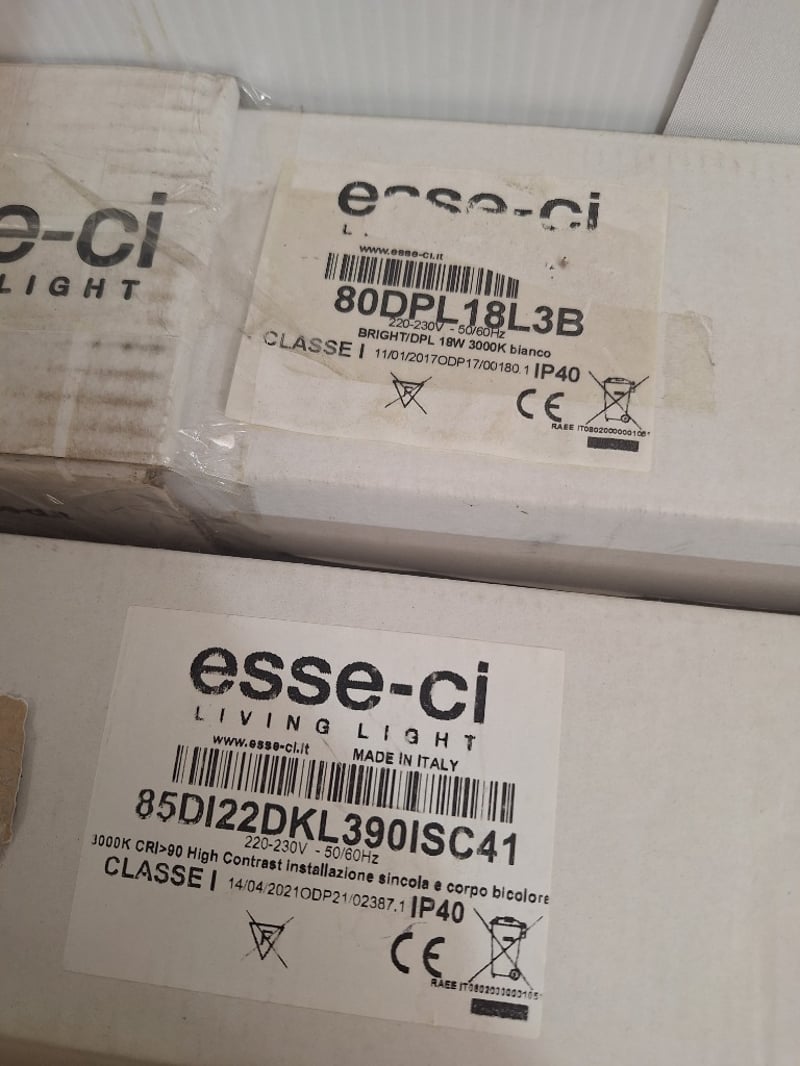 e-ci
LIGHT
esse-ci
www.esse-ci.it
80DPL18L3B
220-230V - 50/60Hz
BRIGHT/DPL 18W 3000K bianco
CLASSE I 11/01/2017ODP17/00180.1 IP40
F
CE
esse-ci
LIVING LIGHT
www.esse-ci.it MADE IN ITALY
85DI22DKL390ISC41
220-230V - 50/60Hz
3000K CRI>90 High Contrast installazione sincola e corpo bicolore
CLASSE I 14/04/2021ODP21/02387.1 IP40
F
CE